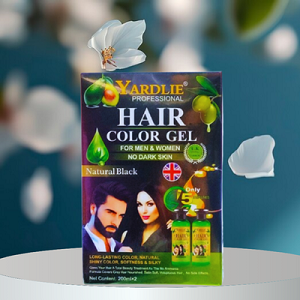 YARDLIE®
PROFESSIONAL
HAIR
COLOR GEL
FOR MEN & WOMEN
NO DARK SKIN
Natural Black
Only
5
LONG-LASTING COLOR, NATURAL
SHINY COLOR, SOFTNESS & SILKY
Net Content: 200ml×2